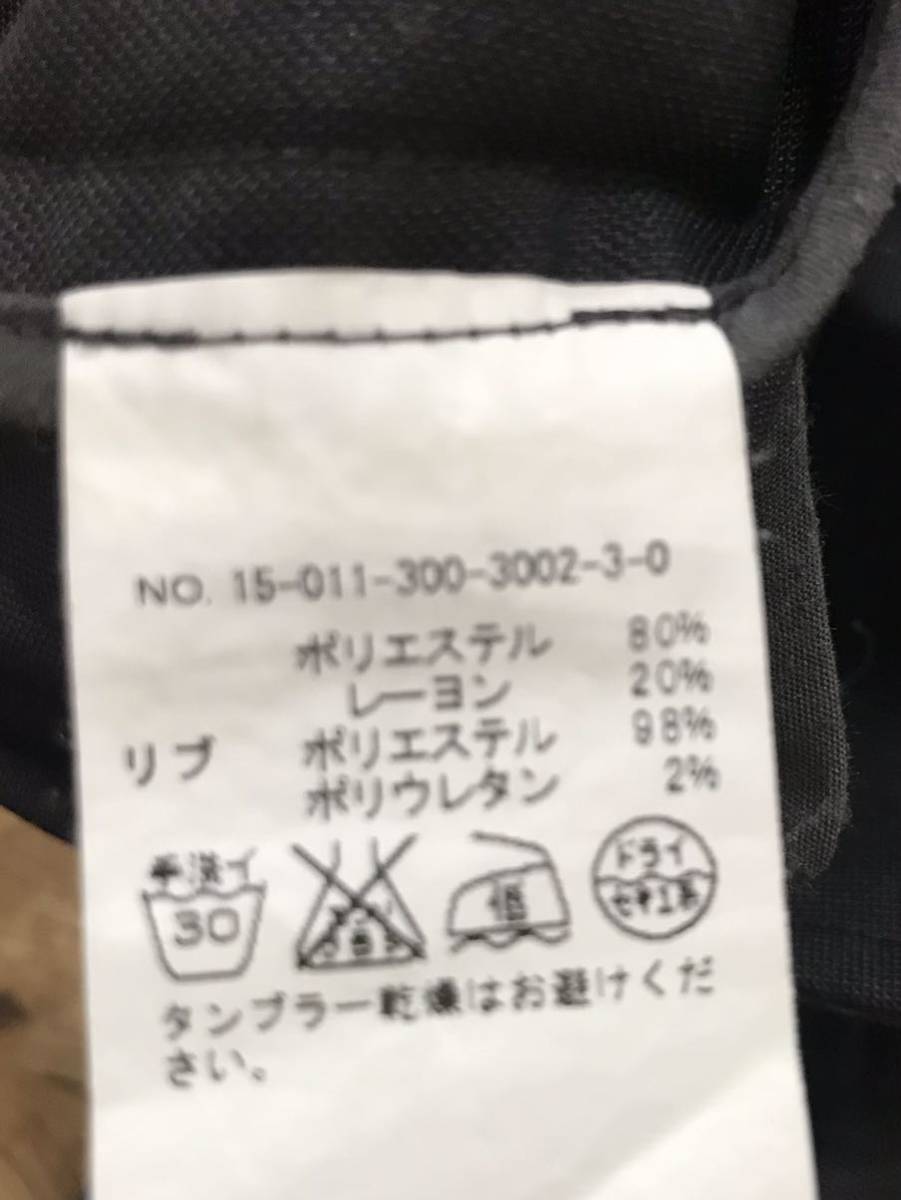 NO. 15-011-300-3002-3-0
ポリエステル 80%
レーヨン 20%
リブ ポリエステル 98%
ポリウレタン 2%
手洗イ
30
低
ドライ
セキユ系
タンブラー乾燥はお避けくだ
さい。